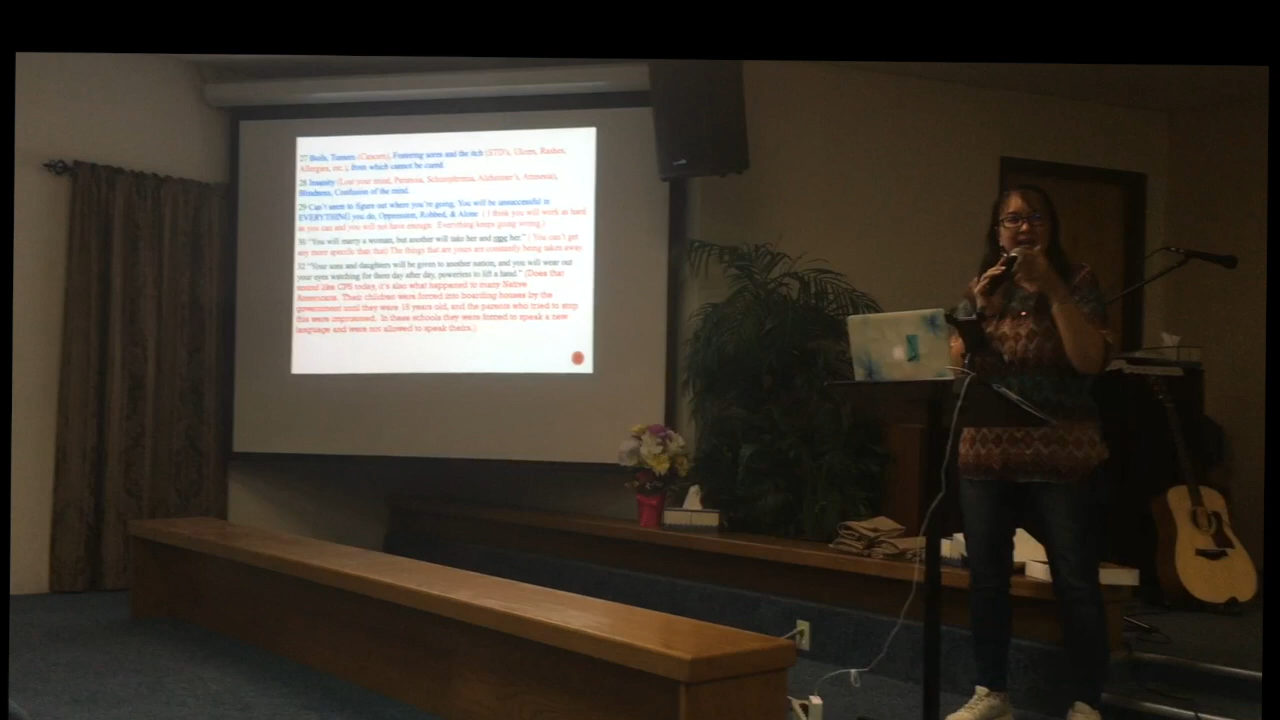 27 Boils, Tumors (Cancers), Festering sores and the itch (STD's, Ulcers, Rashes,
Allergies, etc.), from which cannot be cured.
28 Insanity (Lose your mind, Paranoia, Schizophrenia, Alzheimer's, Amnesia),
Blindness, Confusion of the mind.
29 Can't seem to figure out where you're going, You will be unsuccessful in
EVERYTHING you do, Oppression, Robbed, & Alone ( I think you will work as hard
as you can and you will not have enough. Everything keeps going wrong.)
30 "You will marry a woman, but another will take her and rape her." ( You can't get
any more specific than that! The things that are yours are constantly being taken away
32 "Your sons and daughters will be given to another nation, and you will wear out
your eyes watching for them day after day, powerless to lift a hand." (Does that
sound like CPS today, it's also what happened to many Native
Americans. Their children were forced into boarding houses by the
government until they were 18 years old, and the parents who tried to stop
this were imprisoned. In these schools they were forced to speak a new
language and were not allowed to speak theirs.)